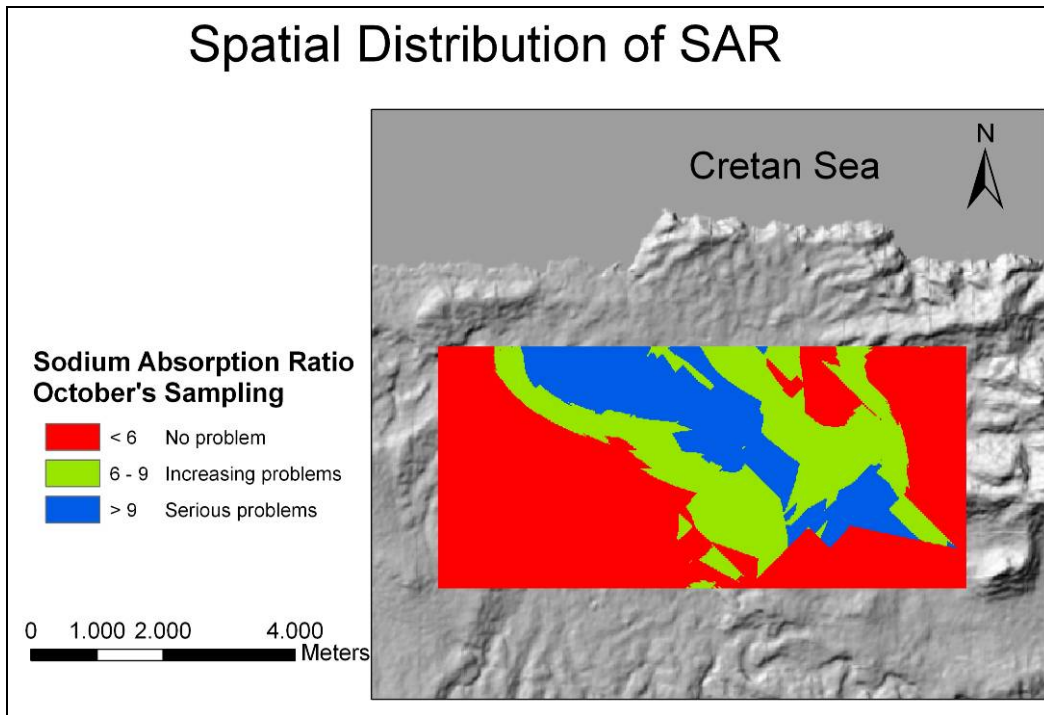 Spatial Distribution of SAR
N
Cretan Sea
Sodium Absorption Ratio
October's Sampling
< 6 No problem
6 - 9 Increasing problems
> 9 Serious problems
0 1.000 2.000 4.000
Meters